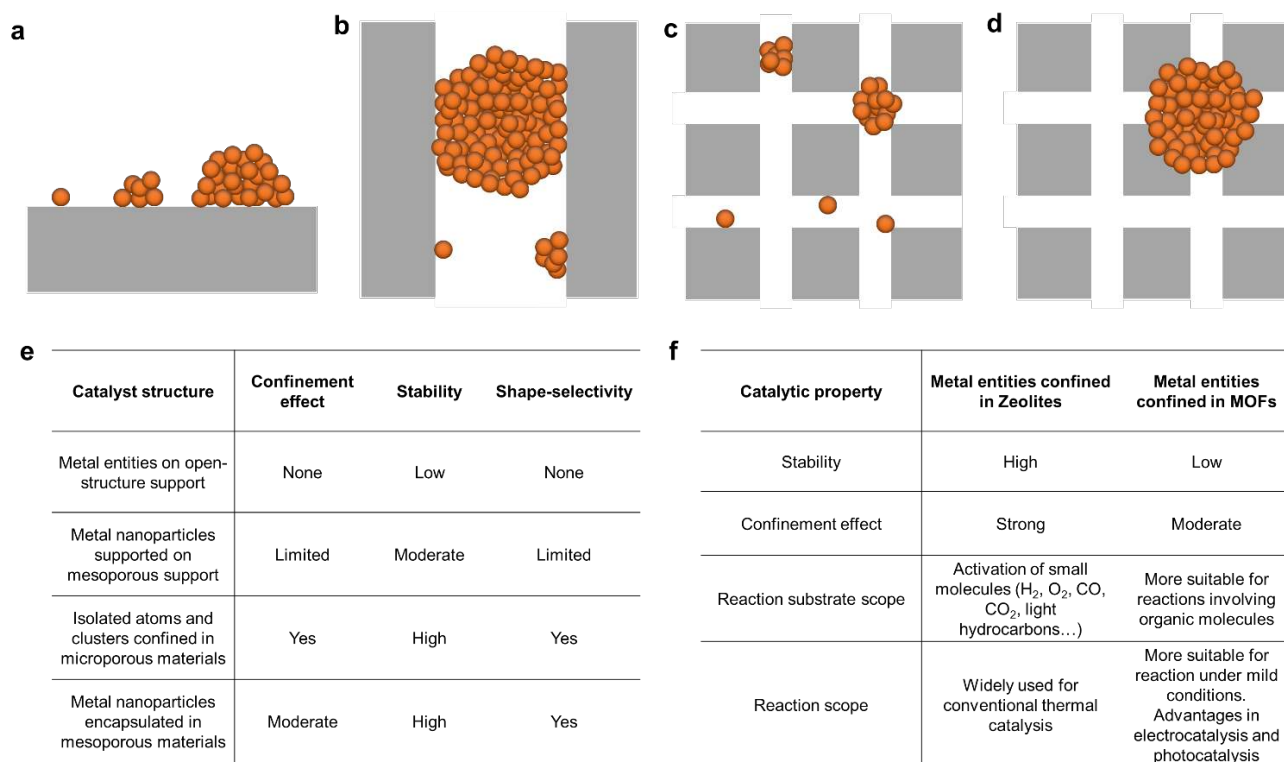 a
b
c
d
e
Catalyst structure
Confinement
effect
Stability
Shape-selectivity
Metal entities on open-
structure support
None
Low
None
Metal nanoparticles
supported on
mesoporous support
Limited
Moderate
Limited
Isolated atoms and
clusters confined in
microporous materials
Yes
High
Yes
Metal nanoparticles
encapsulated in
mesoporous materials
Moderate
High
Yes
f
Catalytic property
Metal entities confined
in Zeolites
Metal entities
confined in MOFs
Stability
High
Low
Confinement effect
Strong
Moderate
Reaction substrate scope
Activation of small
molecules (H₂, O₂, CO,
CO₂, light
hydrocarbons…)
More suitable for
reactions involving
organic molecules
Reaction scope
Widely used for
conventional thermal
catalysis
More suitable for
reaction under mild
conditions.
Advantages in
electrocatalysis and
photocatalysis